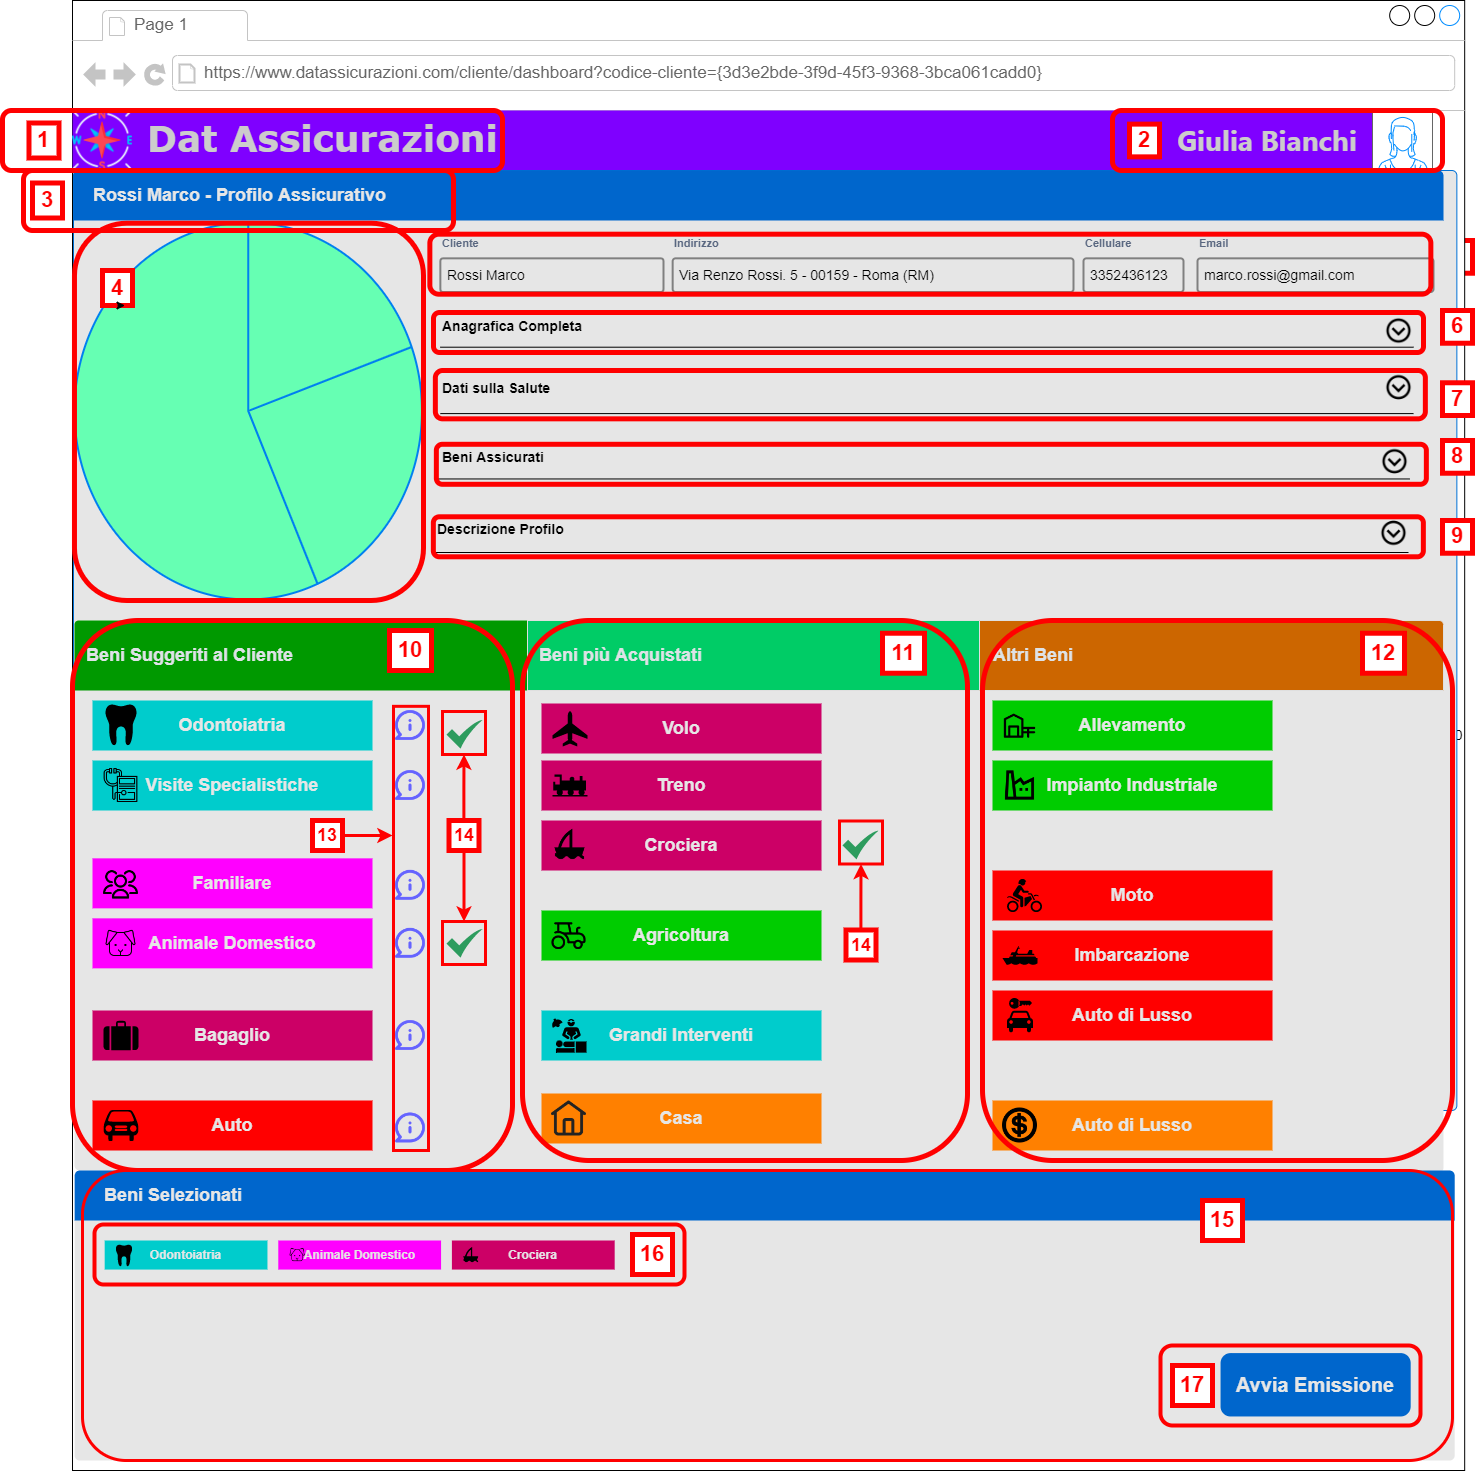 Page 1
https://www.datassicurazioni.com/cliente/dashboard?codice-cliente={3d3e2bde-3f9d-45f3-9368-3bca061cadd0}
1
N
W E
S
Dat Assicurazioni
2
Giulia Bianchi
3
Rossi Marco - Profilo Assicurativo
4
Cliente Indirizzo Cellulare Email
Rossi Marco Via Renzo Rossi. 5 - 00159 - Roma (RM) 3352436123 marco.rossi@gmail.com
Anagrafica Completa 6
Dati sulla Salute 7
Beni Assicurati 8
Descrizione Profilo 9
Beni Suggeriti al Cliente 10
Beni più Acquistati 11
Altri Beni 12
Odontoiatria
Visite Specialistiche
13
14
Familiare
Animale Domestico
Bagaglio
Auto
Volo
Treno
Crociera
14
Agricoltura
Grandi Interventi
Casa
Allevamento
Impianto Industriale
Moto
Imbarcazione
Auto di Lusso
Auto di Lusso
Beni Selezionati
15
Odontoiatria Animale Domestico Crociera 16
17 Avvia Emissione